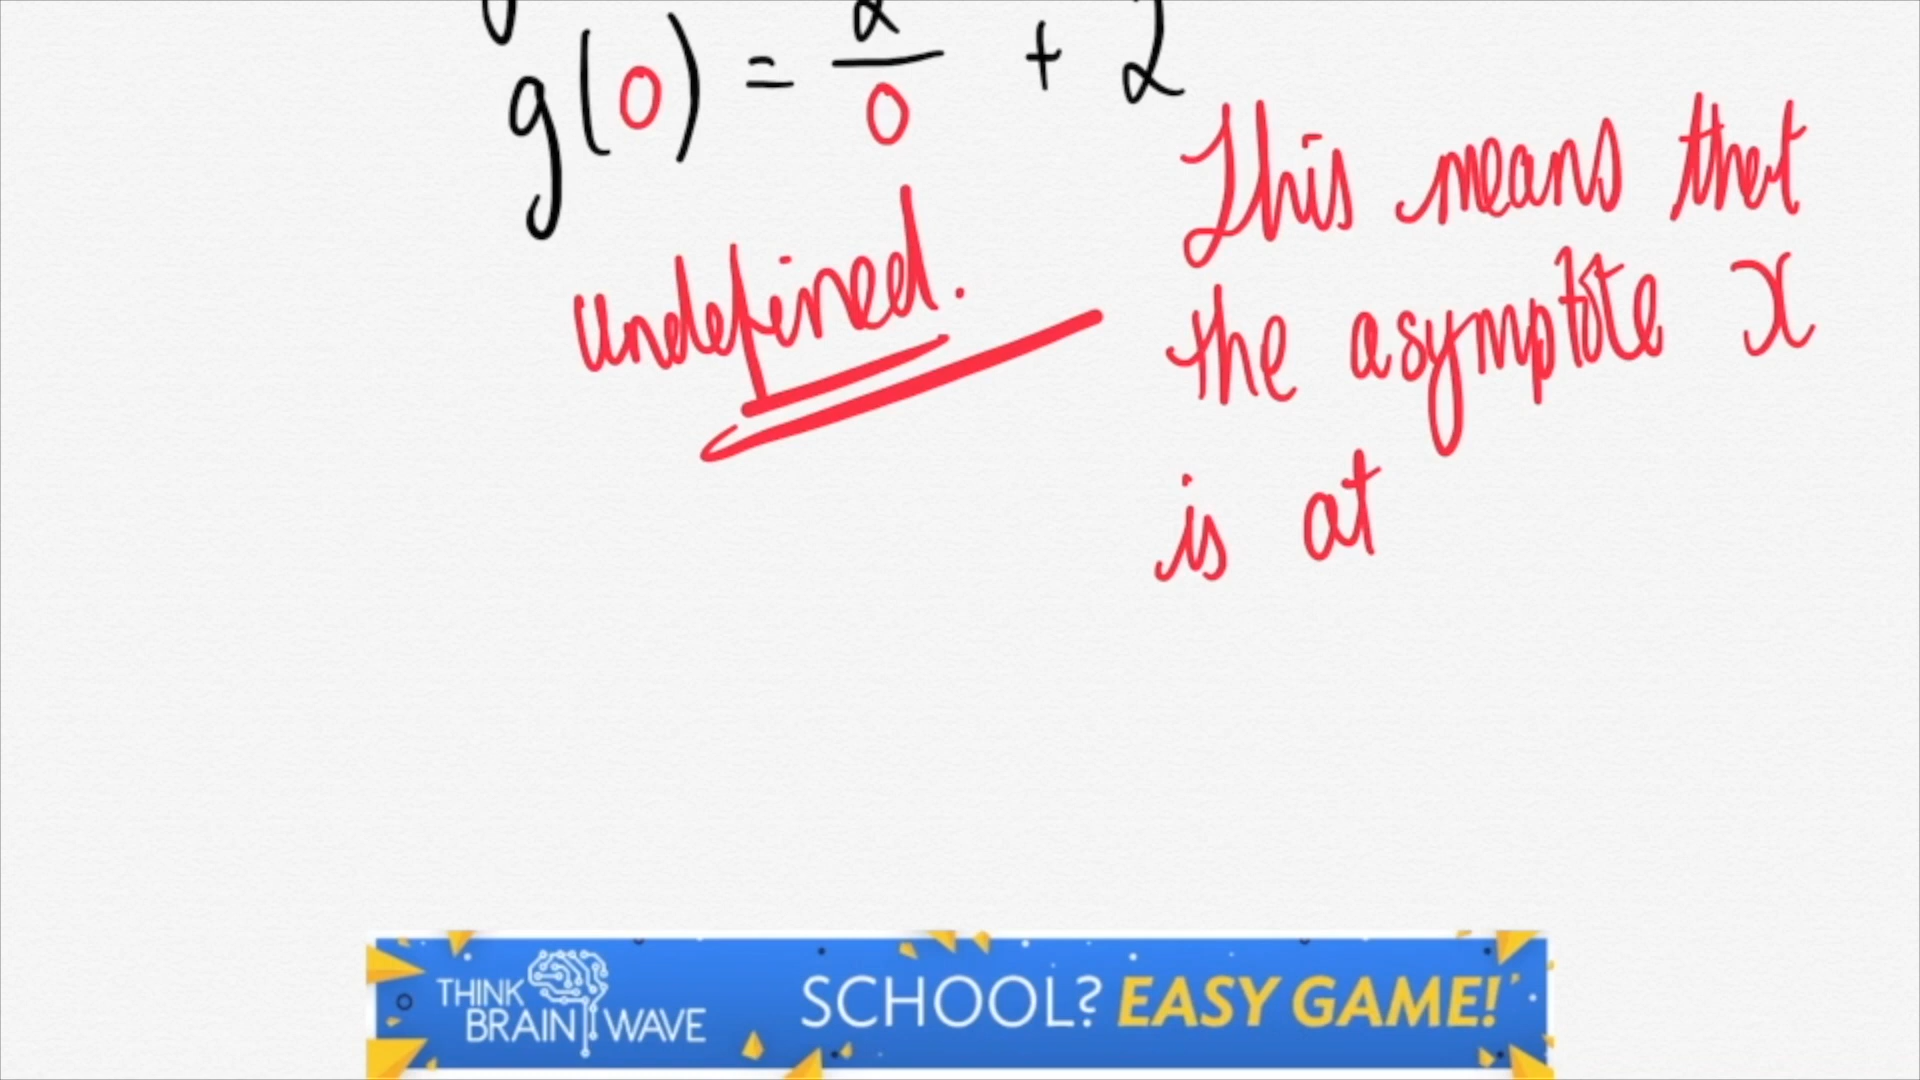 g(0) = 2/0 + 2
This means that
undefined.
the asymptote x
is at
THINK BRAIN WAVE
SCHOOL? EASY GAME!